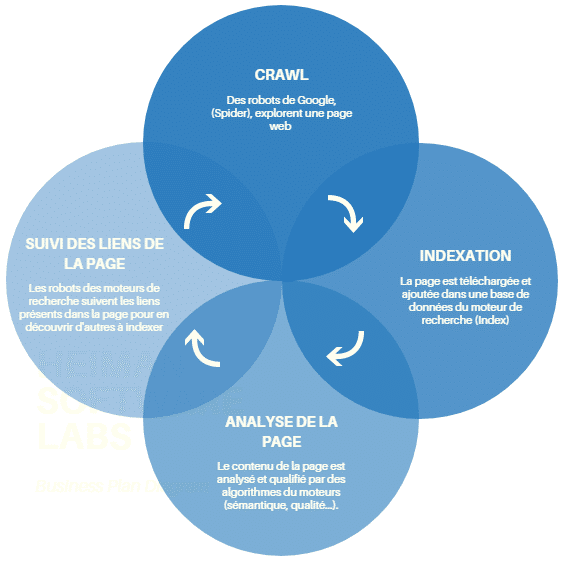 CRAWL
Des robots de Google,
(Spider), explorent une page
web
SUIVI DES LIENS DE
LA PAGE
Les robots des moteurs de
recherche suivent les liens
présents dans la page pour en
découvrir d'autres à indexer
INDEXATION
La page est téléchargée et
ajoutée dans une base de
données du moteur de
recherche (Index)
ANALYSE DE LA
PAGE
Le contenu de la page est
analysé et qualifié par des
algorithmes du moteurs
(sémantique, qualité...).
LABS
Business Plan